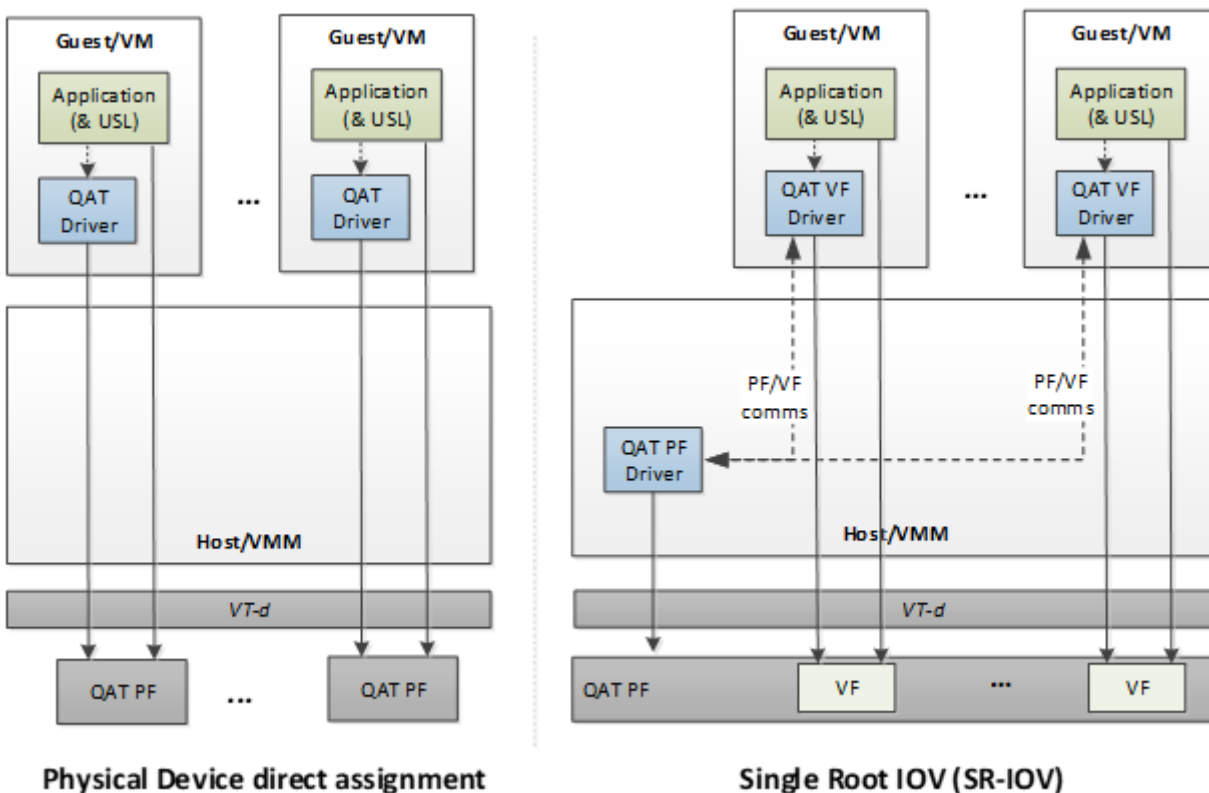 Guest/VM
Application
(& USL)
QAT
Driver
...
Guest/VM
Application
(& USL)
QAT
Driver
Host/VMM
VT-d
QAT PF
...
QAT PF
Physical Device direct assignment
Guest/VM
Application
(& USL)
QAT VF
Driver
...
Guest/VM
Application
(& USL)
QAT VF
Driver
PF/VF
comms
PF/VF
comms
QAT PF
Driver
Host/VMM
VT-d
QAT PF
VF
...
VF
Single Root IOV (SR-IOV)